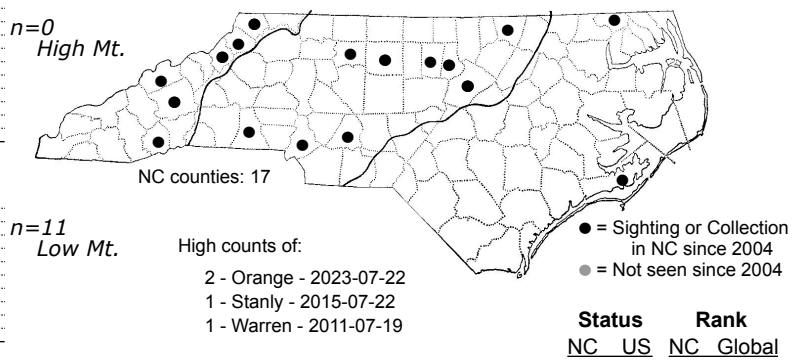 n=0
High Mt.
NC counties: 17
n=11
Low Mt.
High counts of:
2 - Orange - 2023-07-22
1 - Stanly - 2015-07-22
1 - Warren - 2011-07-19
● = Sighting or Collection
in NC since 2004
● = Not seen since 2004
Status Rank
NC US NC Global